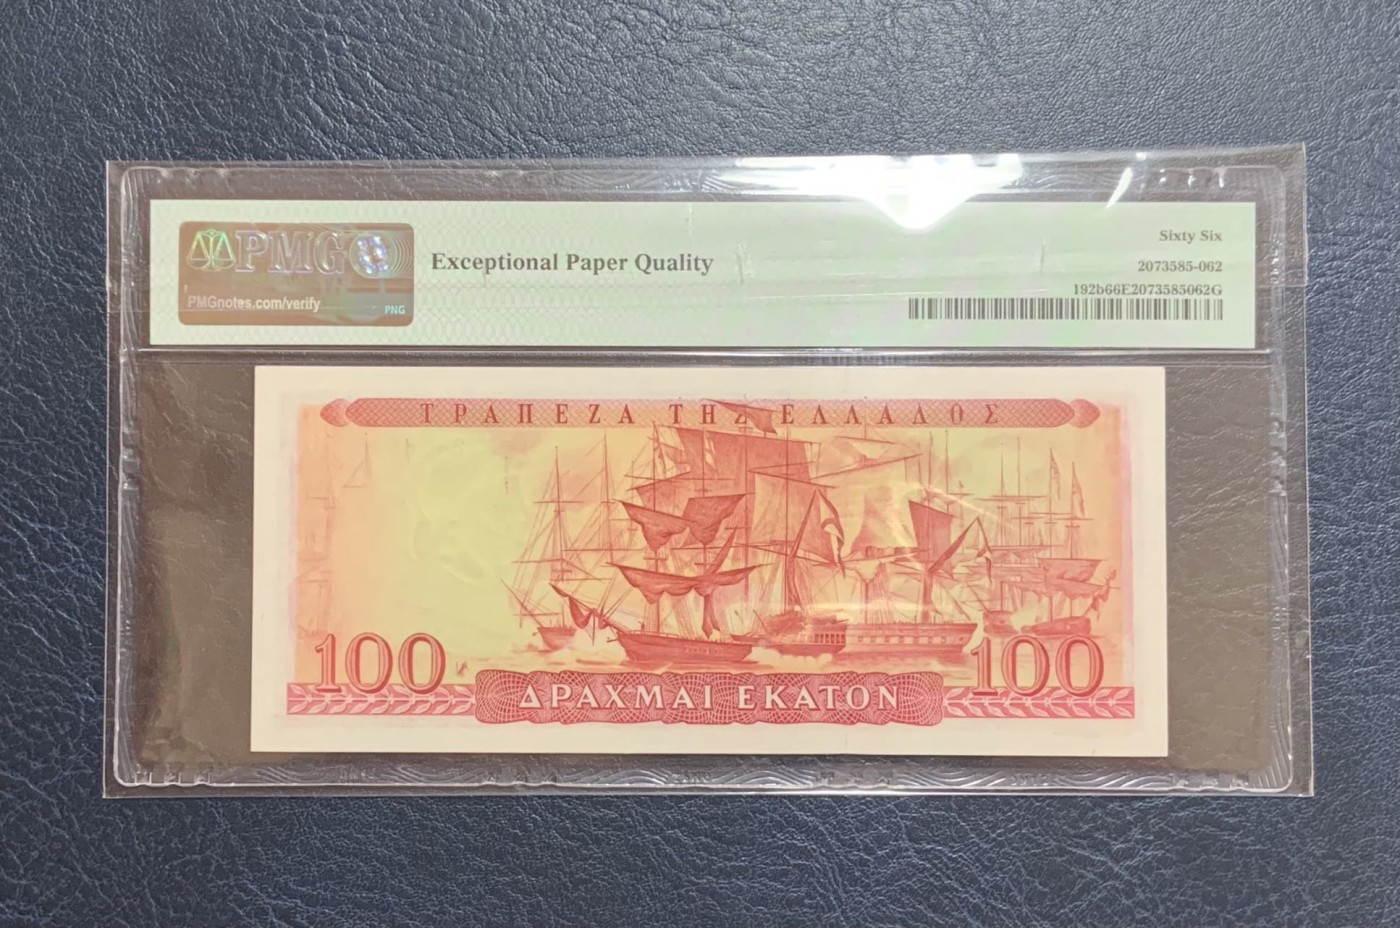 PMG
PMGnotes.com/verify
PNG
Exceptional Paper Quality
Sixty Six
2073585-062
192b66E2073585062G
ΤΡΑΠΕΖΑ ΤΗΣ ΕΛΛΑΔΟΣ
100
100
ΔΡΑΧΜΑΙ ΕΚΑΤΟΝ